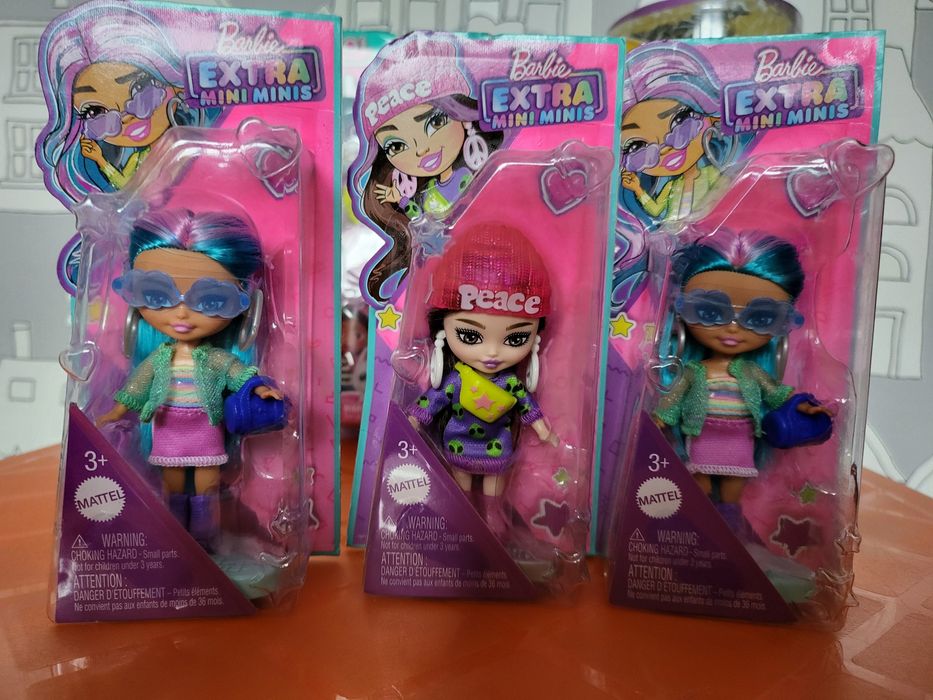 Barbie
EXTRA
MINI MINIS
3+
MATTEL
WARNING:
CHOKING HAZARD - Small parts.
Not for children under 3 years.
ATTENTION :
DANGER D'ÉTOUFFEMENT – Petits éléments.
Ne convient pas aux enfants de moins de 36 mois.
Peace
Barbie
EXTRA
MINI MINIS
Peace
3+
MATTEL
WARNING:
CHOKING HAZARD - Small parts.
Not for children under 3 years.
ATTENTION :
DANGER D'ÉTOUFFEMENT – Petits éléments.
Ne convient pas aux enfants de moins de 36 mois.
Barbie
EXTRA
MINI MINIS
3+
MATTEL
WARNING:
CHOKING HAZARD - Small parts.
Not for children under 3 years.
ATTENTION :
DANGER D'ÉTOUFFEMENT – Petits éléments.
Ne convient pas aux enfants de moins de 36 mois.